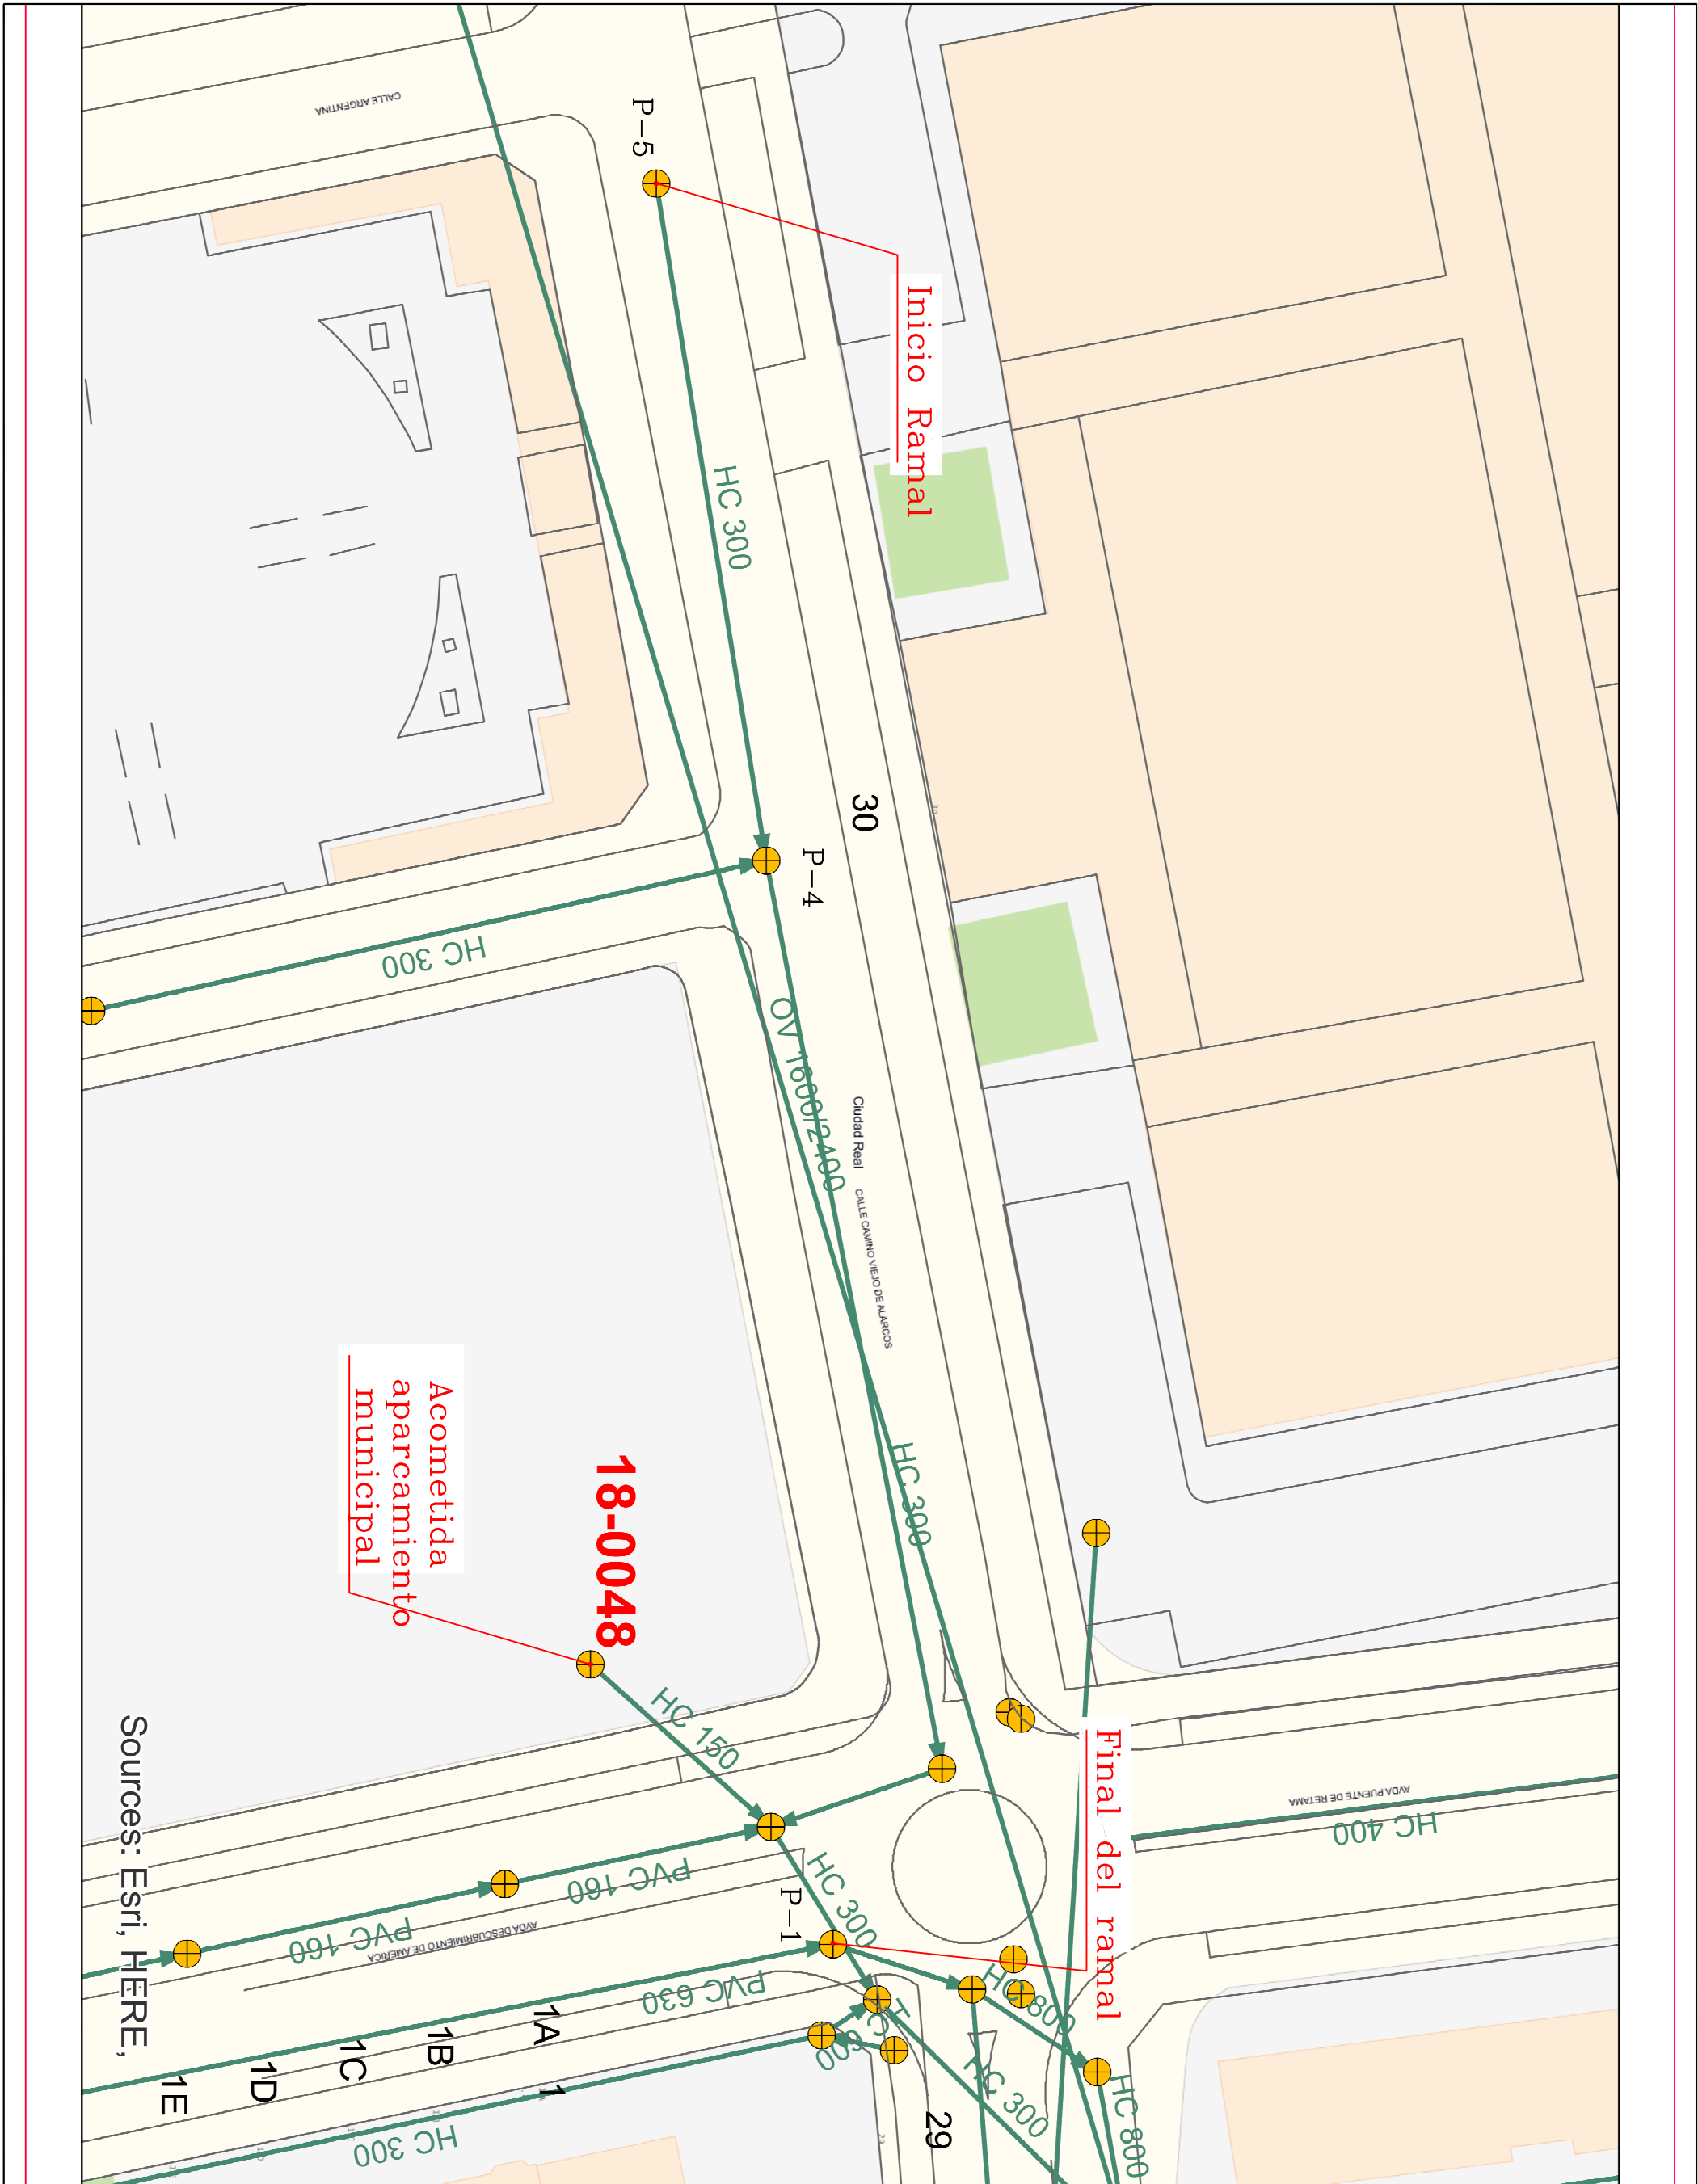 CALLE ARGENTINA
P-5
Inicio Ramal
HC 300
30
P-4
HC 300
OV 1600/2400
Ciudad Real
CALLE CAMINO VIEJO DE ALARCOS
HC 300
Acometida
aparcamiento
municipal
18-0048
HC 150
Final del ramal
AVDA PUENTE DE RETAMA
HC 400
HC 300
P-1
PVC 160
PVC 160
AVDA DESCUBRIMIENTO DE AMERICA
PVC 630
HC 800
HC 300
HC 800
29
1A
1
1B
1C
1D
1E
HC 300
Sources: Esri, HERE,